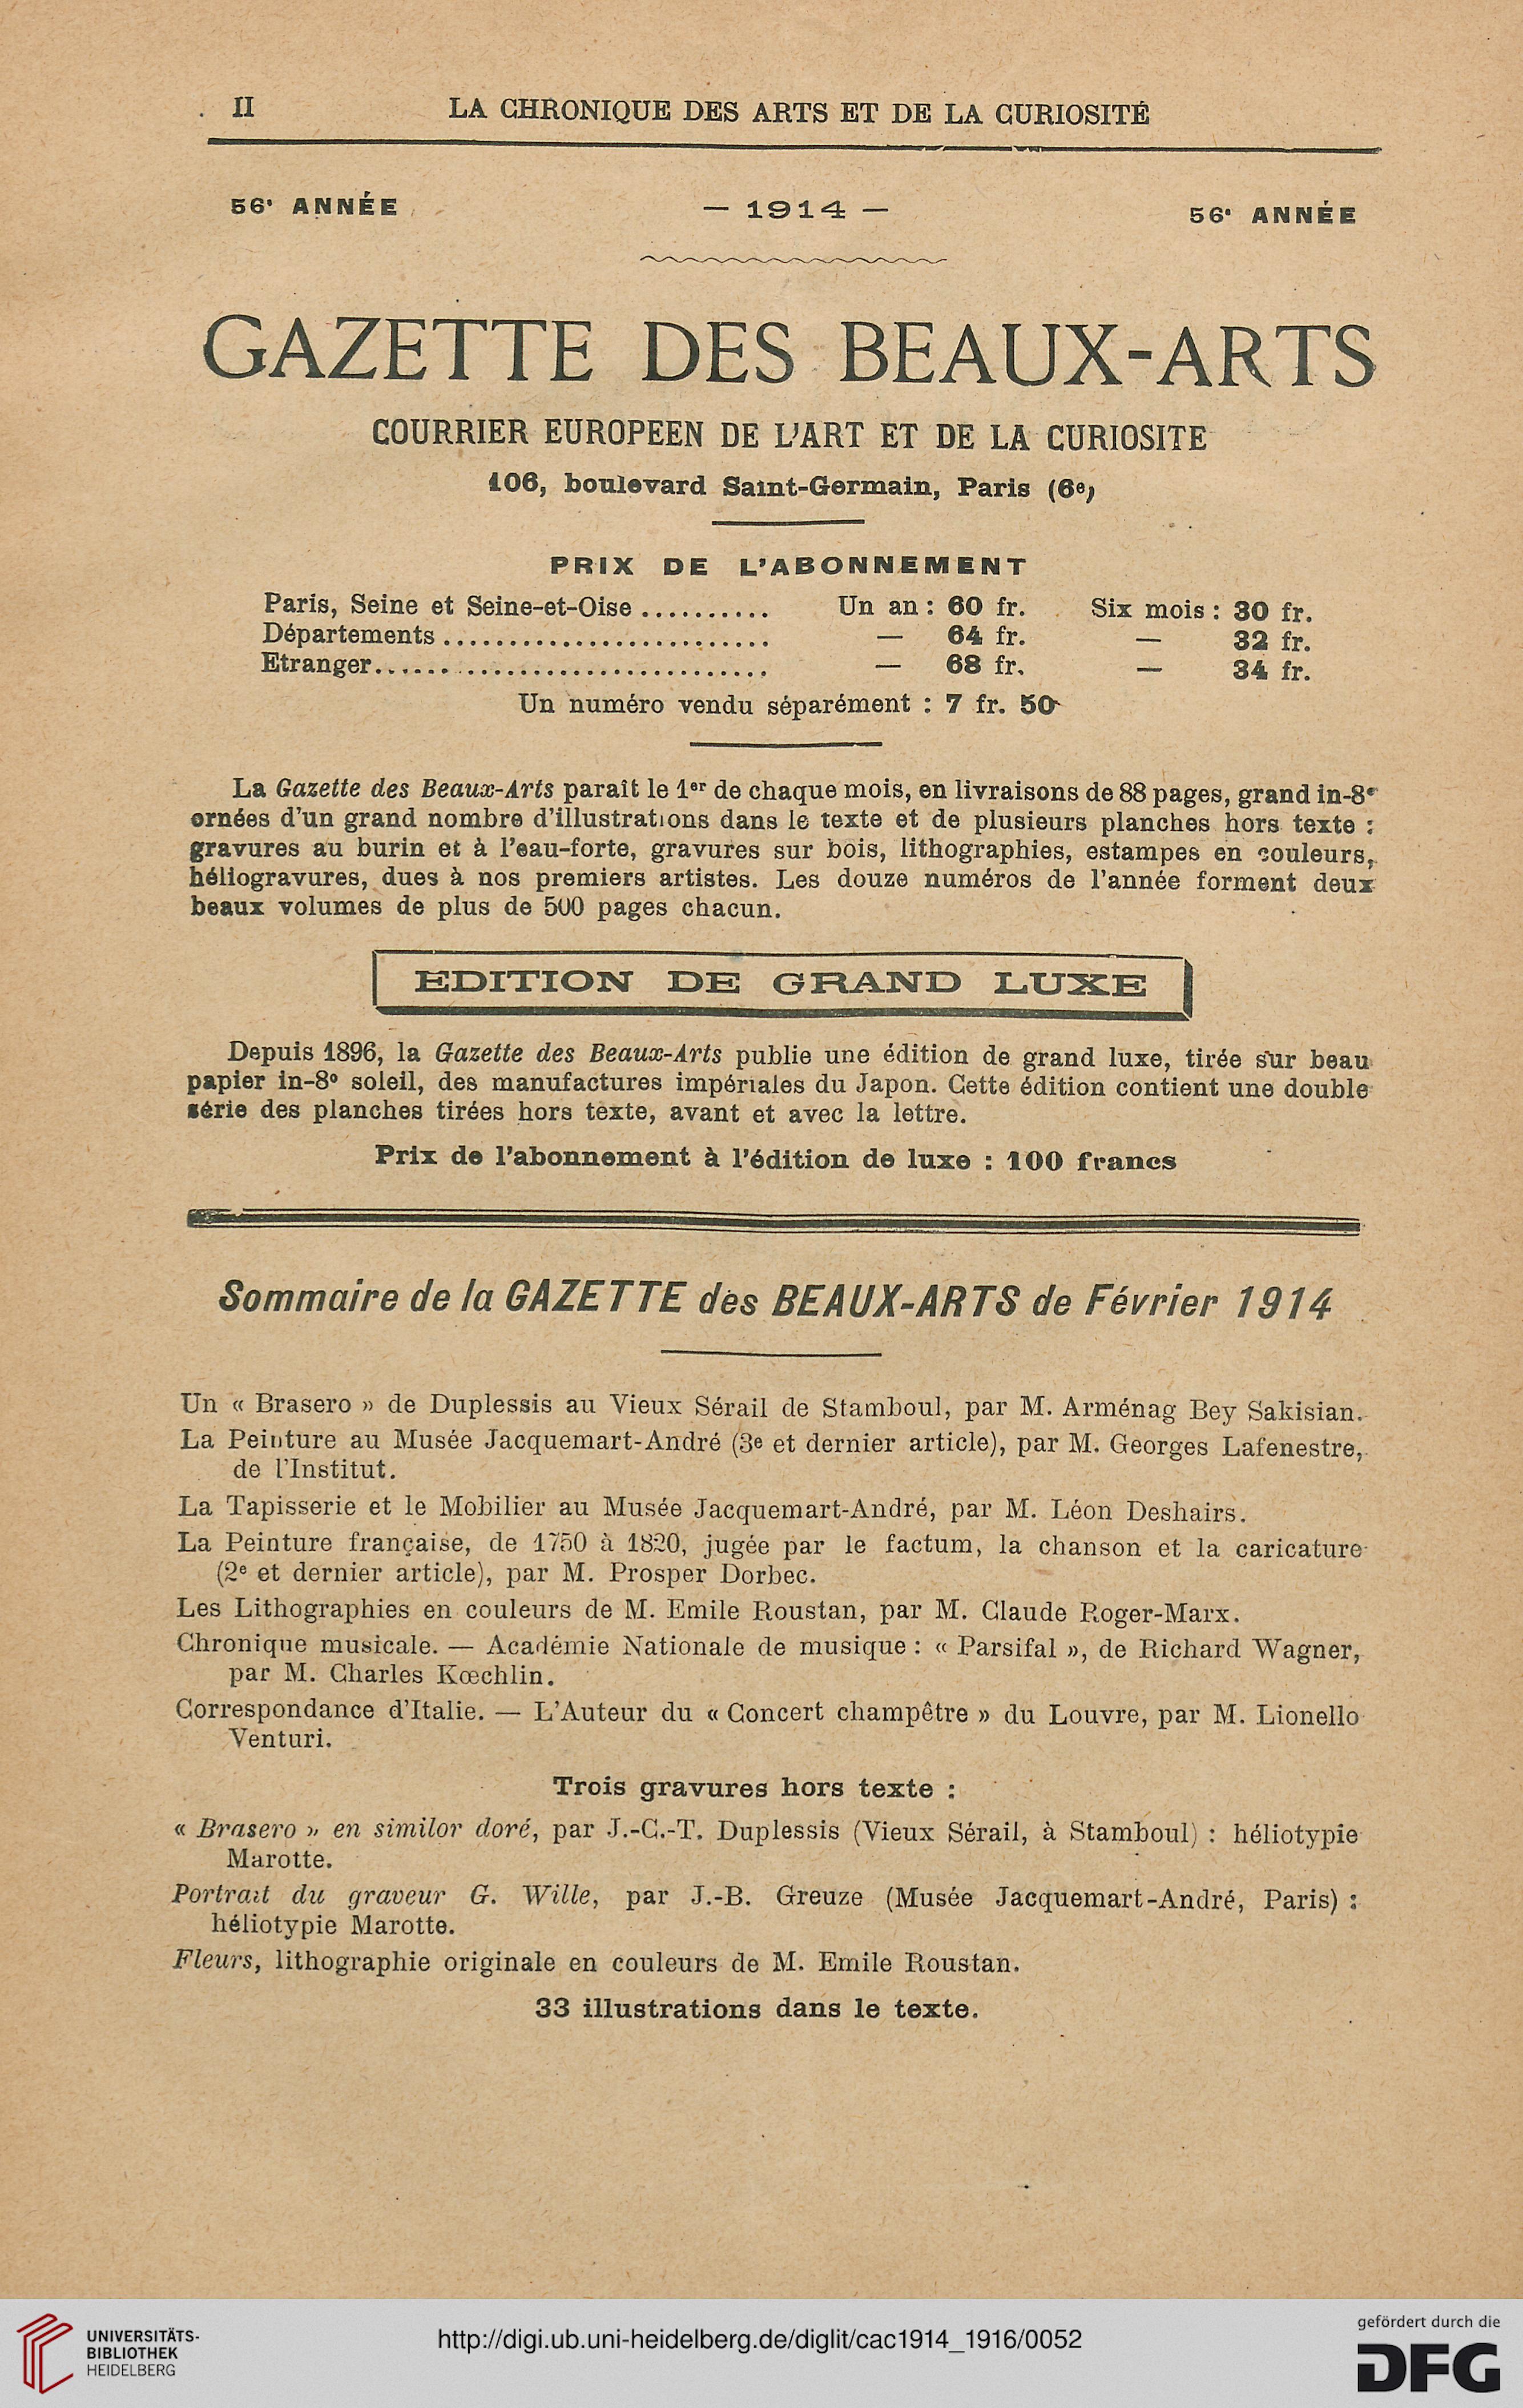 II LA CHRONIQUE DES ARTS ET DE LA CURIOSITÉ
56e ANNÉE — 1914 — 56e ANNÉE
GAZETTE DES BEAUX-ARTS
COURRIER EUROPEEN DE L'ART ET DE LA CURIOSITE
106, boulevard Saint-Germain, Paris (6e)
PRIX DE L'ABONNEMENT
Paris, Seine et Seine-et-Oise .......... Un an : 60 fr. Six mois : 30 fr.
Départements ......................... — 64 fr. — 32 fr.
Etranger.............................. — 68 fr. — 34 fr.
Un numéro vendu séparément : 7 fr. 50
La Gazette des Beaux-Arts paraît le 1er de chaque mois, en livraisons de 88 pages, grand in-8°
ornées d'un grand nombre d'illustrations dans le texte et de plusieurs planches hors texte :
gravures au burin et à l'eau-forte, gravures sur bois, lithographies, estampes en couleurs,
héliogravures, dues à nos premiers artistes. Les douze numéros de l'année forment deux
beaux volumes de plus de 500 pages chacun.
EDITION DE GRAND LUXE
Depuis 1896, la Gazette des Beaux-Arts publie une édition de grand luxe, tirée sur beau
papier in-8° soleil, des manufactures impériales du Japon. Cette édition contient une double
série des planches tirées hors texte, avant et avec la lettre.
Prix de l'abonnement à l'édition de luxe : 100 francs
Sommaire de la GAZETTE des BEAUX-ARTS de Février 1914
Un « Brasero » de Duplessis au Vieux Sérail de Stamboul, par M. Arménag Bey Sakisian.
La Peinture au Musée Jacquemart-André (3e et dernier article), par M. Georges Lafenestre,
de l'Institut.
La Tapisserie et le Mobilier au Musée Jacquemart-André, par M. Léon Deshairs.
La Peinture française, de 1750 à 1820, jugée par le factum, la chanson et la caricature
(2e et dernier article), par M. Prosper Dorbec.
Les Lithographies en couleurs de M. Emile Roustan, par M. Claude Roger-Marx.
Chronique musicale. — Académie Nationale de musique : « Parsifal », de Richard Wagner,
par M. Charles Kœchlin.
Correspondance d'Italie. — L'Auteur du « Concert champêtre » du Louvre, par M. Lionello
Venturi.
Trois gravures hors texte :
« Brasero » en similor doré, par J.-C.-T. Duplessis (Vieux Sérail, à Stamboul) : héliotypie
Marotte.
Portrait du graveur G. Wille, par J.-B. Greuze (Musée Jacquemart-André, Paris) :
héliotypie Marotte.
Fleurs, lithographie originale en couleurs de M. Emile Roustan.
33 illustrations dans le texte.
UNIVERSITÄTS-
BIBLIOTHEK
HEIDELBERG
http://digi.ub.uni-heidelberg.de/diglit/cac1914_1916/0052
gefördert durch die
DFG